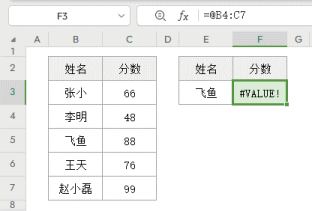 F3 fx =@B4:C7
A B C D E F G
1
2 姓名 分数 姓名 分数
3 张小 66 飞鱼 #VALUE!
4 李明 48
5 飞鱼 88
6 王天 76
7 赵小磊 99
8